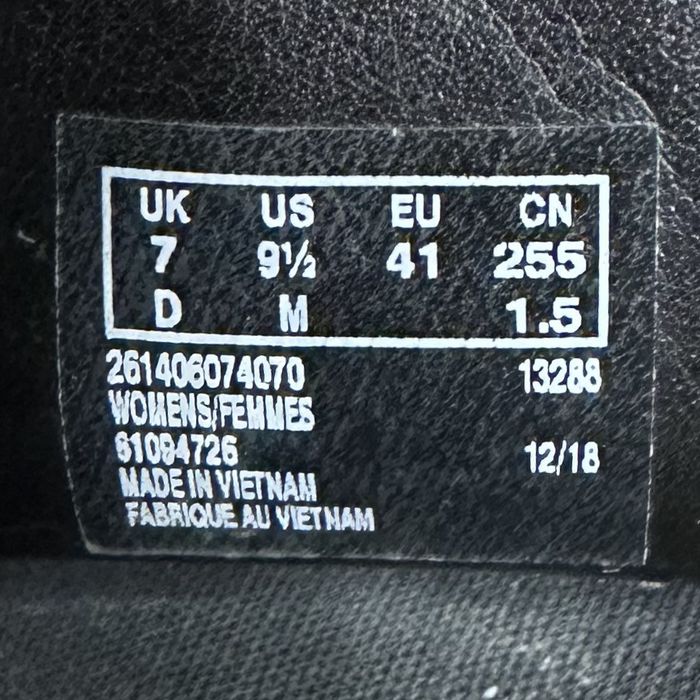 UK US EU CN
7 9½ 41 255
D M 1.5
261406074070 13288
WOMENS/FEMMES
61094726 12/18
MADE IN VIETNAM
FABRIQUE AU VIETNAM